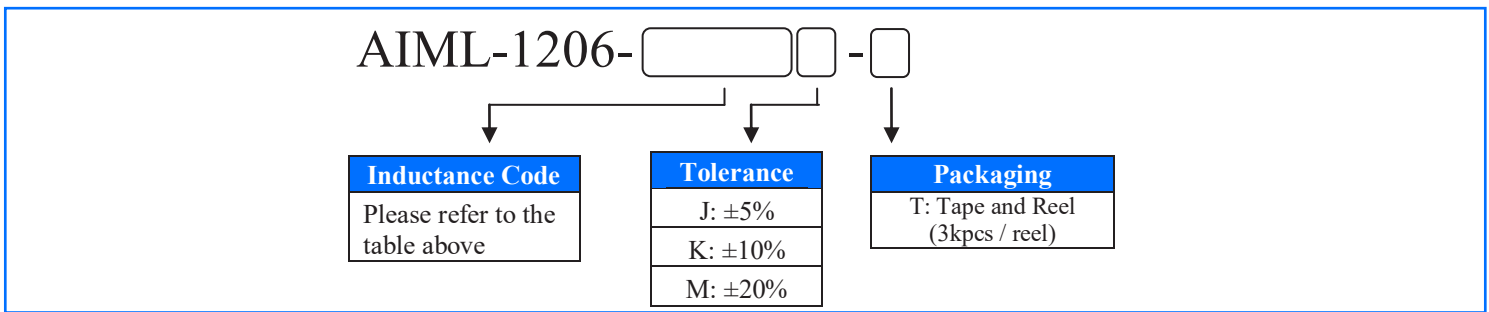 AIML-1206- -
Inductance Code
Please refer to the
table above
Tolerance
J: ±5%
K: ±10%
M: ±20%
Packaging
T: Tape and Reel
(3kpcs / reel)